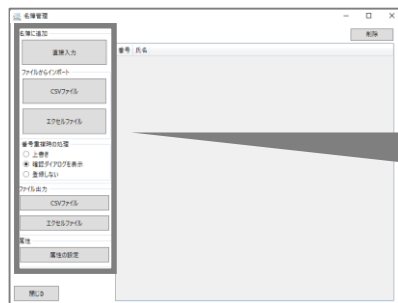 名簿管理
名簿に追加
直接入力
ファイルからインポート
CSVファイル
エクセルファイル
番号重複時の処理
上書き
確認ダイアログを表示
登録しない
ファイル出力
CSVファイル
エクセルファイル
属性
属性の設定
閉じる
削除
番号 氏名